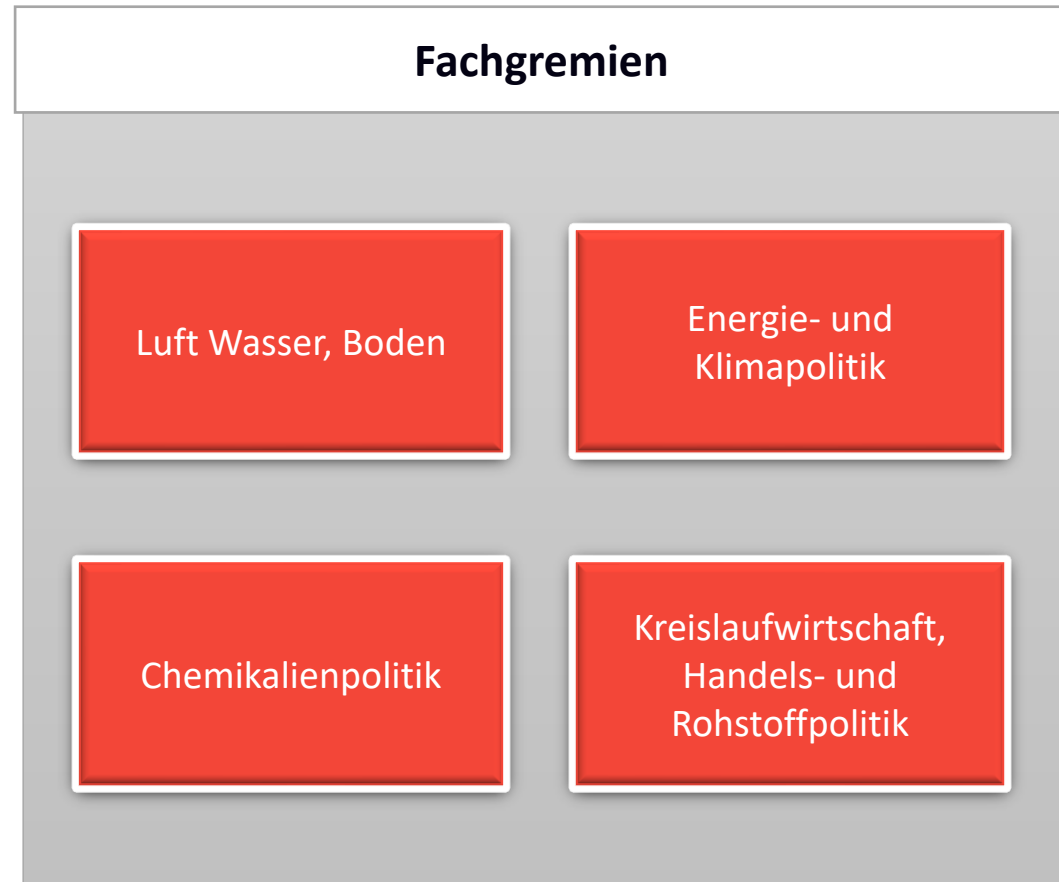 Fachgremien
Luft Wasser, Boden
Energie- und
Klimapolitik
Chemikalienpolitik
Kreislaufwirtschaft,
Handels- und
Rohstoffpolitik